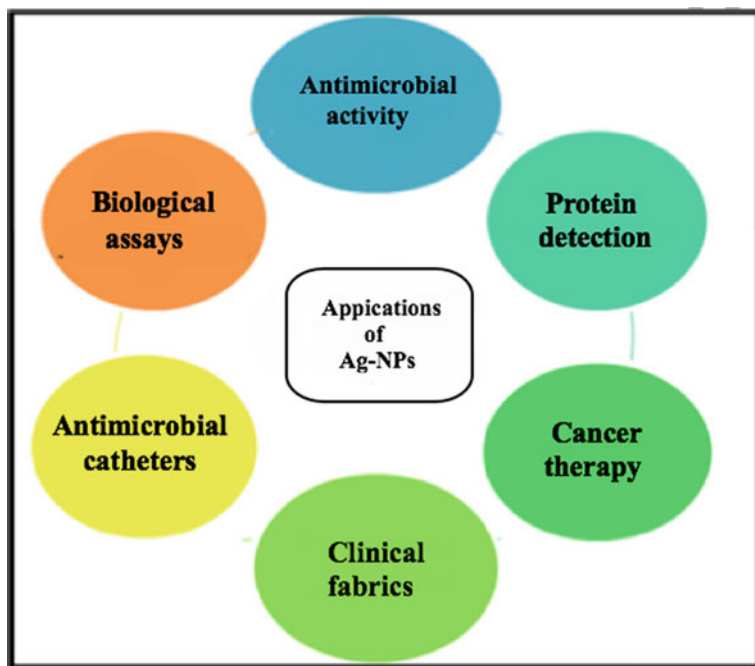 Antimicrobial
activity
Biological
assays
Protein
detection
Appications
of
Ag-NPs
Antimicrobial
catheters
Cancer
therapy
Clinical
fabrics